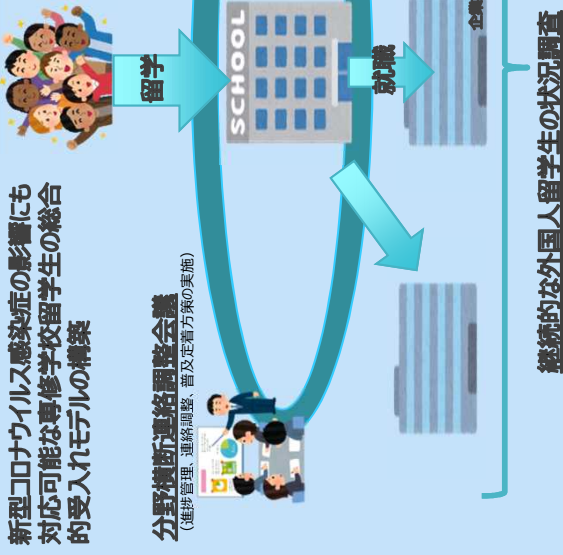 新型コロナウイルス感染症の影響にも
対応可能な専修学校留学生の総合
的受入れモデルの構築
分野横断連絡調整会議
（進捗管理、連絡調整、普及定着方策の実施）
留学
SCHOOL
就職
企業
継続的な外国人留学生の状況調査